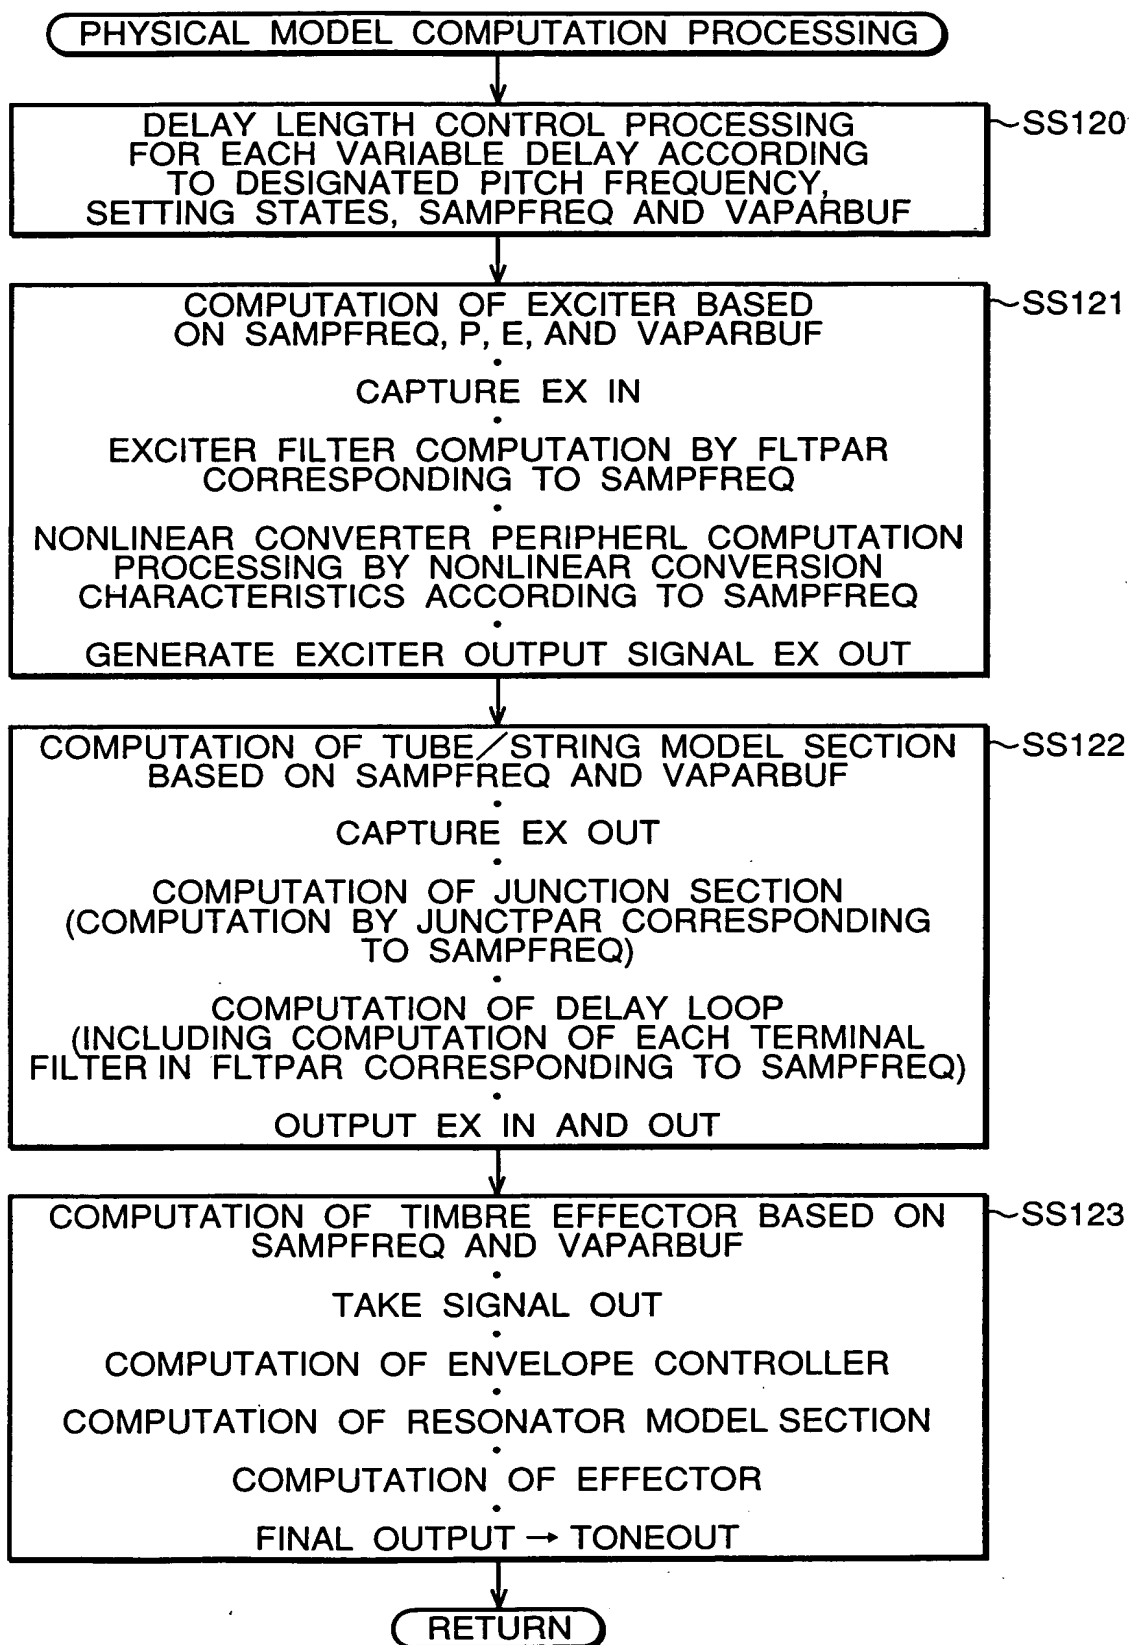 PHYSICAL MODEL COMPUTATION PROCESSING
DELAY LENGTH CONTROL PROCESSING
FOR EACH VARIABLE DELAY ACCORDING
TO DESIGNATED PITCH FREQUENCY,
SETTING STATES, SAMPFREQ AND VAPARBUF
~SS120
COMPUTATION OF EXCITER BASED
ON SAMPFREQ, P, E, AND VAPARBUF
CAPTURE EX IN
EXCITER FILTER COMPUTATION BY FLTPAR
CORRESPONDING TO SAMPFREQ
NONLINEAR CONVERTER PERIPHERL COMPUTATION
PROCESSING BY NONLINEAR CONVERSION
CHARACTERISTICS ACCORDING TO SAMPFREQ
GENERATE EXCITER OUTPUT SIGNAL EX OUT
~SS121
COMPUTATION OF TUBE/STRING MODEL SECTION
BASED ON SAMPFREQ AND VAPARBUF
CAPTURE EX OUT
COMPUTATION OF JUNCTION SECTION
(COMPUTATION BY JUNCTPAR CORRESPONDING
TO SAMPFREQ)
COMPUTATION OF DELAY LOOP
(INCLUDING COMPUTATION OF EACH TERMINAL
FILTER IN FLTPAR CORRESPONDING TO SAMPFREQ)
OUTPUT EX IN AND OUT
~SS122
COMPUTATION OF TIMBRE EFFECTOR BASED ON
SAMPFREQ AND VAPARBUF
TAKE SIGNAL OUT
COMPUTATION OF ENVELOPE CONTROLLER
COMPUTATION OF RESONATOR MODEL SECTION
COMPUTATION OF EFFECTOR
FINAL OUTPUT → TONEOUT
~SS123
RETURN